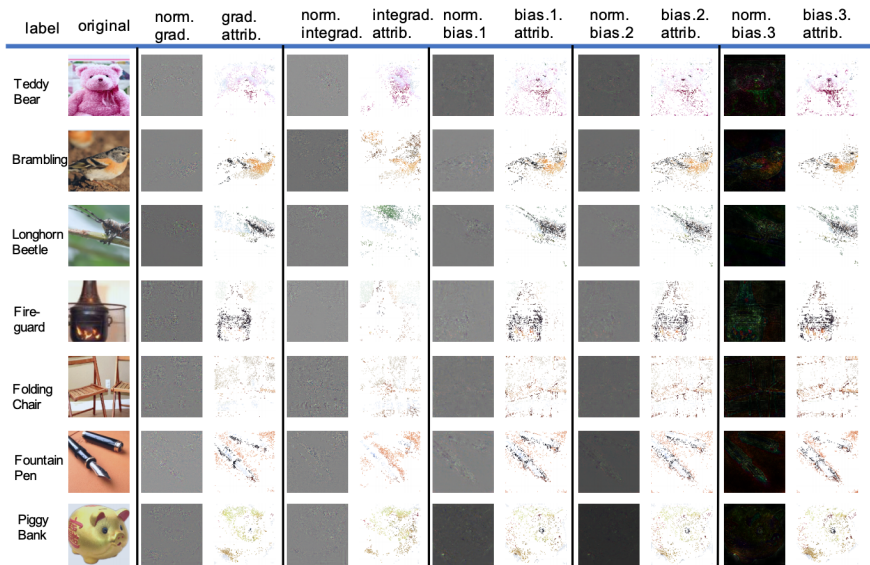 label original norm. grad. grad. attrib. norm. integrad. integrad. attrib. norm. bias.1 bias.1. attrib. norm. bias.2 bias.2. attrib. norm. bias.3 bias.3. attrib.
Teddy
Bear
Brambling
Longhorn
Beetle
Fire-
guard
Folding
Chair
Fountain
Pen
Piggy
Bank